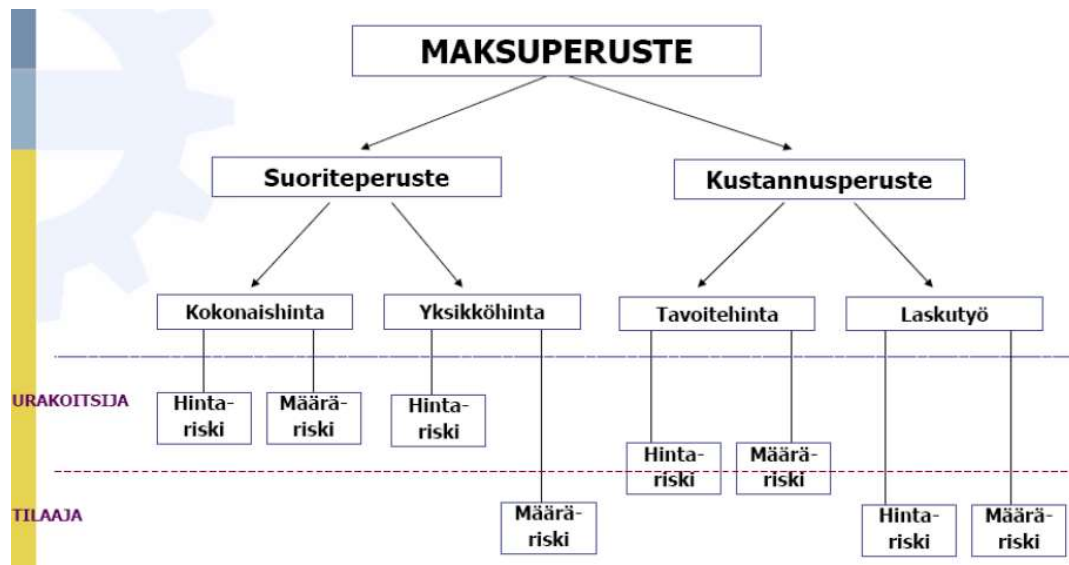 MAKSUPERUSTE
Suoriteperuste
Kustannusperuste
Kokonaishinta
Yksikköhinta
Tavoitehinta
Laskutyö
URAKOITSIJA
Hinta-
riski
Määrä-
riski
Hinta-
riski
Hinta-
riski
Määrä-
riski
TILAAJA
Määrä-
riski
Hinta-
riski
Määrä-
riski